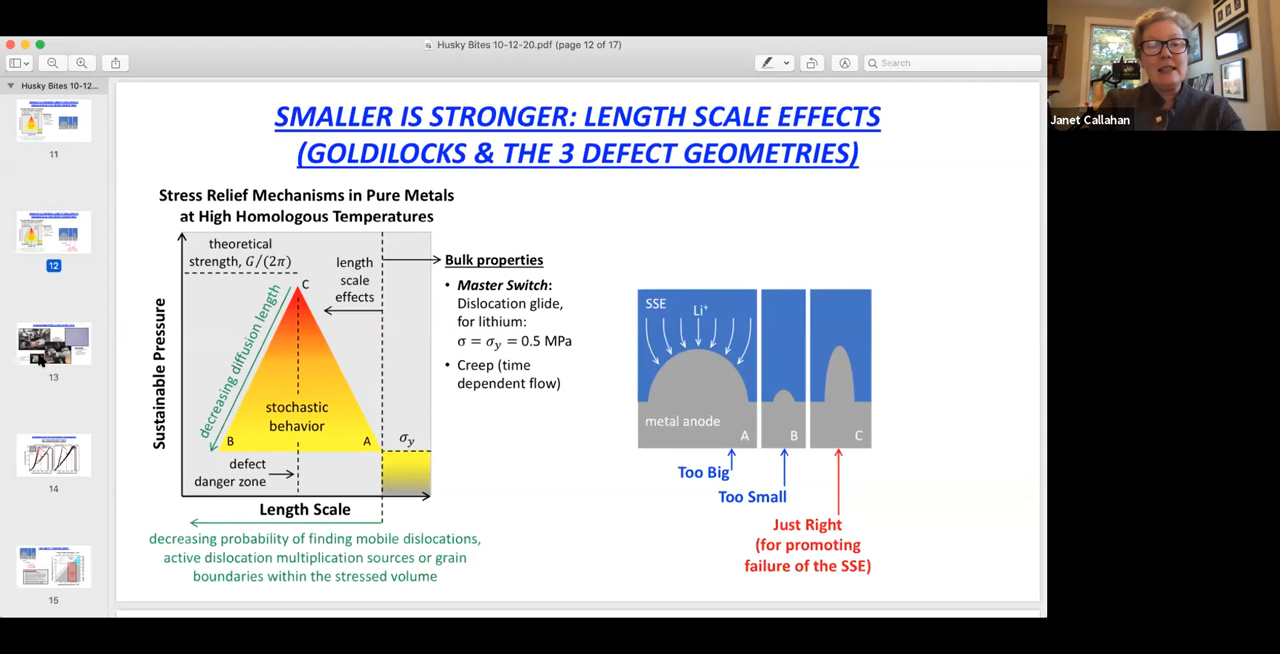 Husky Bites 10-12-20.pdf (page 12 of 17)
Search
Husky Bites 10-12...
11
12
13
14
15
SMALLER IS STRONGER: LENGTH SCALE EFFECTS
(GOLDILOCKS & THE 3 DEFECT GEOMETRIES)
Stress Relief Mechanisms in Pure Metals
at High Homologous Temperatures
Sustainable Pressure
theoretical
strength, G/(2π)
C
length
scale
effects
decreasing diffusion length
stochastic
behavior
B
A
σy
defect
danger zone
Length Scale
decreasing probability of finding mobile dislocations,
active dislocation multiplication sources or grain
boundaries within the stressed volume
Bulk properties
• Master Switch:
Dislocation glide,
for lithium:
σ = σy = 0.5 MPa
• Creep (time
dependent flow)
SSE
Li+
metal anode
A
B
C
Too Big
Too Small
Just Right
(for promoting
failure of the SSE)
Janet Callahan